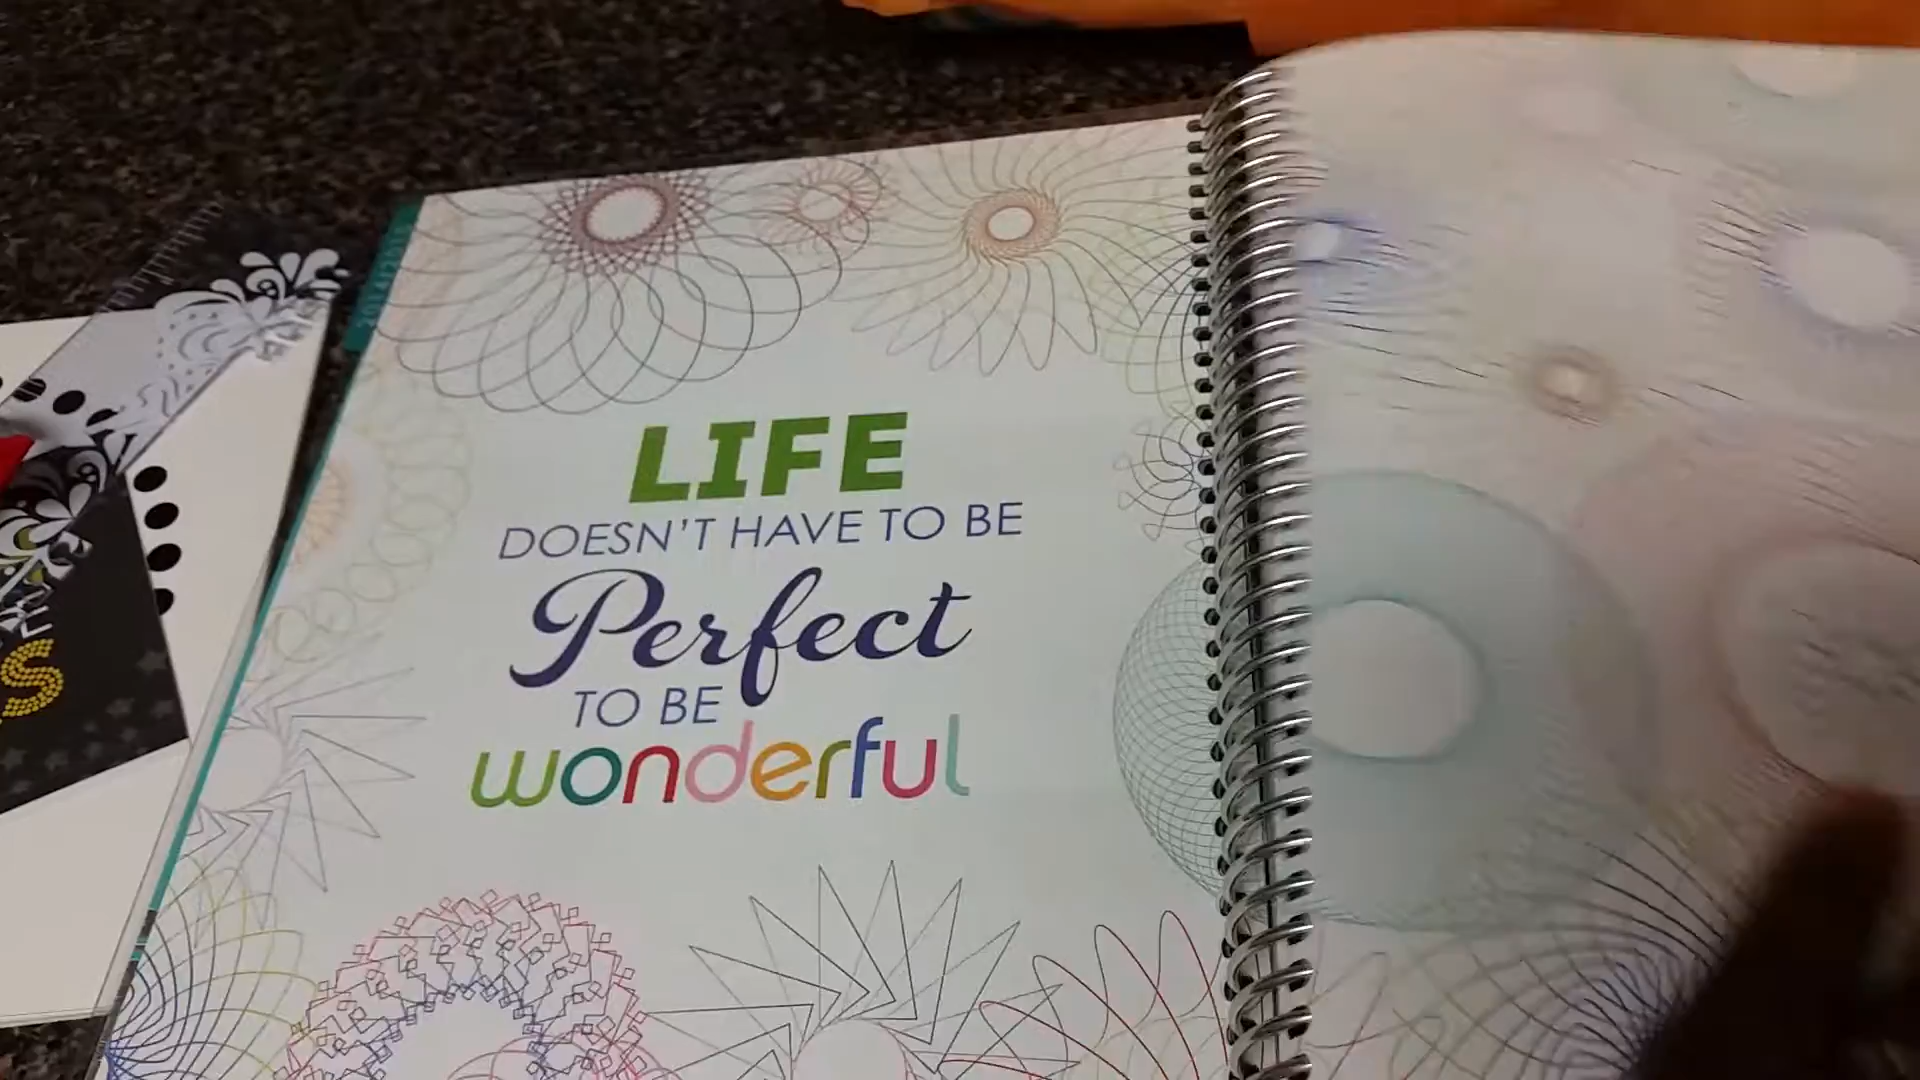 LIFE
DOESN'T HAVE TO BE
Perfect
TO BE
wonderful
S